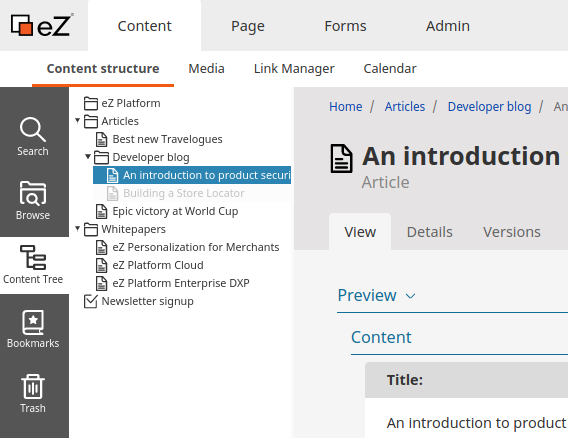 eZ Content Page Forms Admin
Content structure Media Link Manager Calendar
Search
Browse
Content Tree
Bookmarks
Trash
eZ Platform
Articles
Best new Travelogues
Developer blog
An introduction to product securi
Building a Store Locator
Epic victory at World Cup
Whitepapers
eZ Personalization for Merchants
eZ Platform Cloud
eZ Platform Enterprise DXP
Newsletter signup
Home / Articles / Developer blog / An
An introduction
Article
View Details Versions
Preview
Content
Title:
An introduction to product